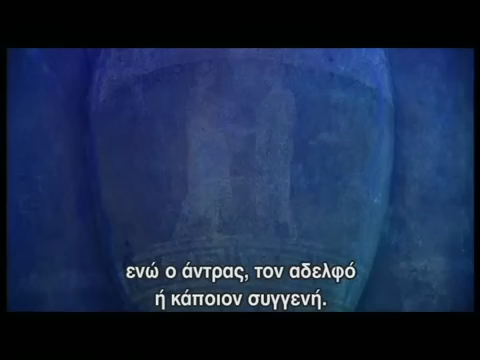 ενώ ο άντρας, τον αδελφό
ή κάποιον συγγενή.